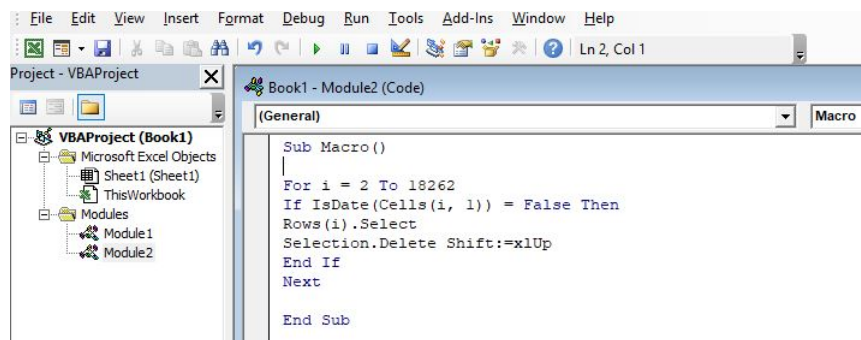 File Edit View Insert Format Debug Run Tools Add-Ins Window Help
Ln 2, Col 1
Project - VBAProject
VBAProject (Book1)
Microsoft Excel Objects
Sheet1 (Sheet1)
ThisWorkbook
Modules
Module1
Module2
Book1 - Module2 (Code)
(General) Macro
Sub Macro()
For i = 2 To 18262
If IsDate(Cells(i, 1)) = False Then
Rows(i).Select
Selection.Delete Shift:=xlUp
End If
Next
End Sub